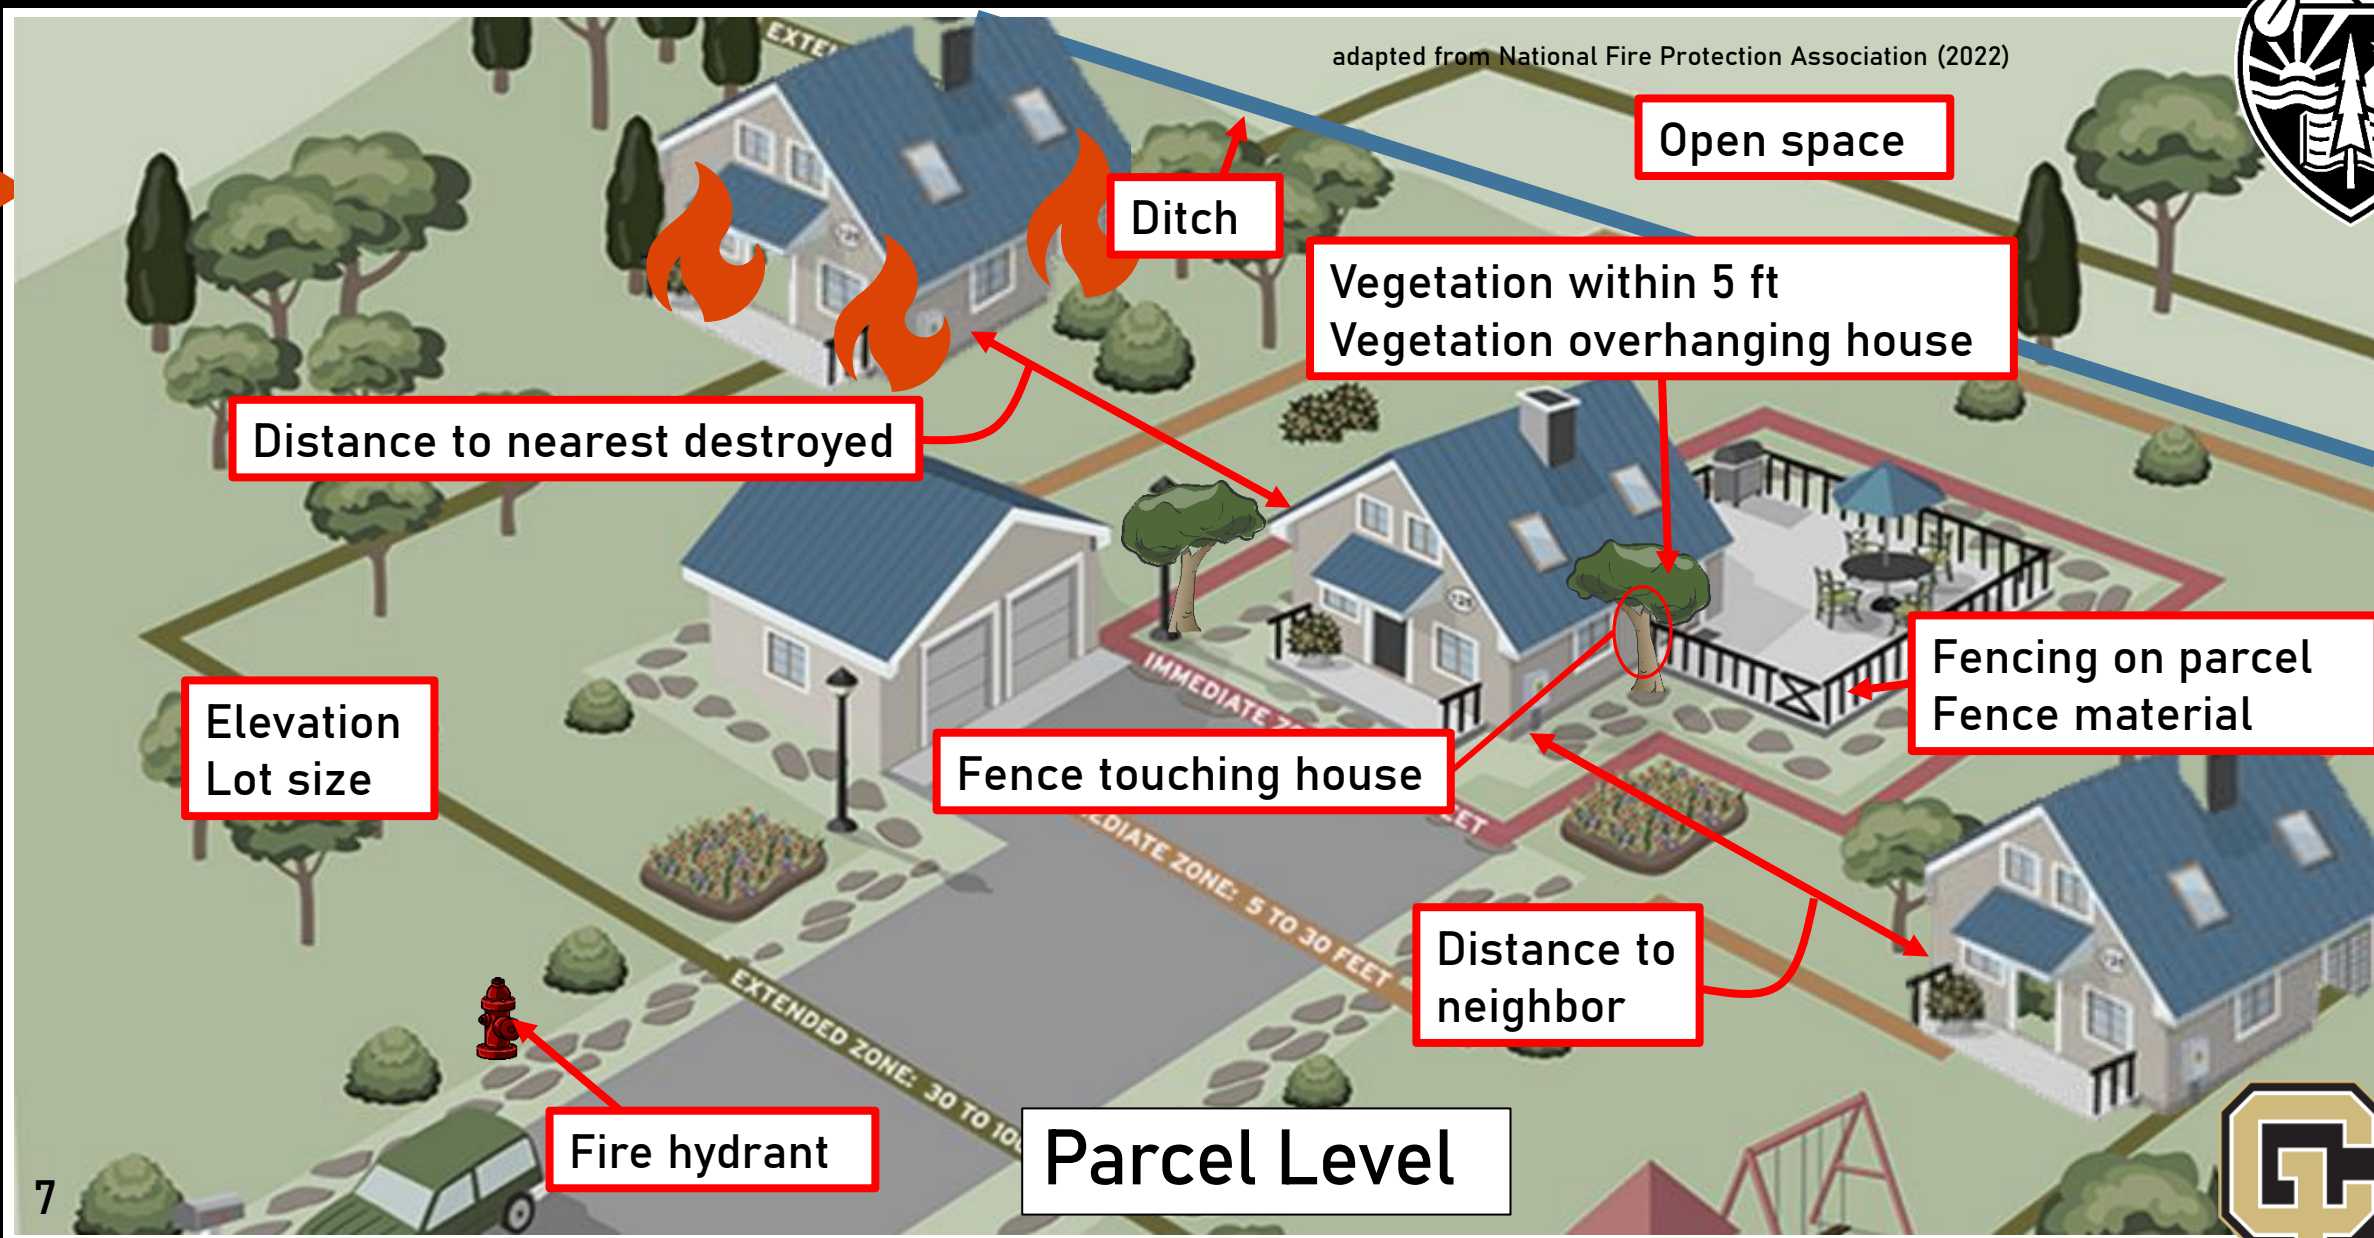 EXTE
adapted from National Fire Protection Association (2022)
Open space
Ditch
Vegetation within 5 ft
Vegetation overhanging house
Distance to nearest destroyed
Elevation
Lot size
IMMEDIATE
Fence touching house
EET
Fencing on parcel
Fence material
EDIATE ZONE: 5 TO 30 FEET
Distance to
neighbor
EXTENDED ZONE: 30 TO 10
Fire hydrant
Parcel Level
7